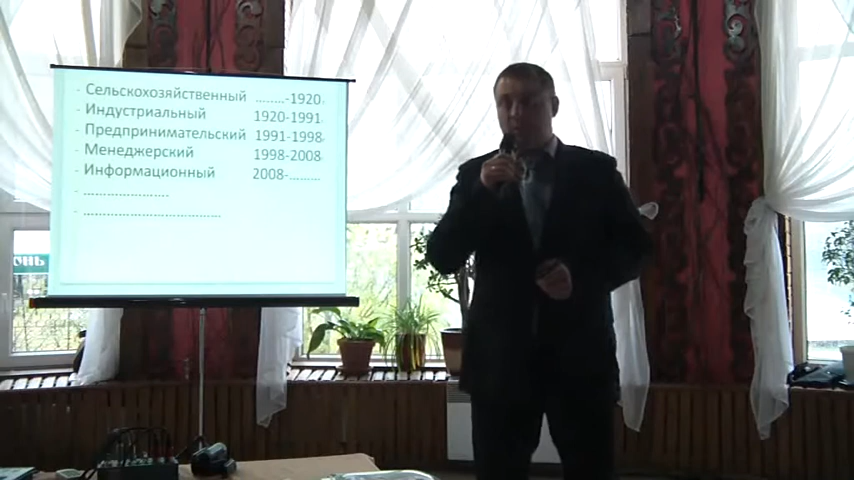 - Сельскохозяйственный ........-1920
- Индустриальный 1920-1991
- Предпринимательский 1991-1998
- Менеджерский 1998-2008
- Информационный 2008-........
- ........................
- .......................................